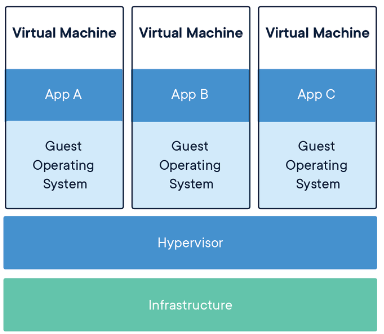 Virtual Machine
App A
Guest
Operating
System
Virtual Machine
App B
Guest
Operating
System
Virtual Machine
App C
Guest
Operating
System
Hypervisor
Infrastructure